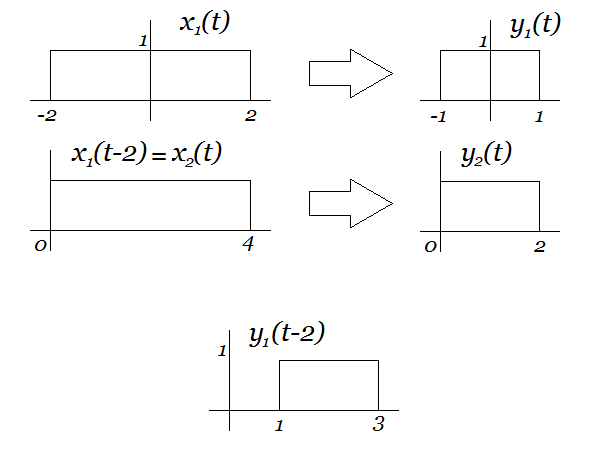 x₁(t)
1
-2 2
y₁(t)
1
-1 1
x₁(t-2) = x₂(t)
0 4
y₂(t)
0 2
y₁(t-2)
1
1 3